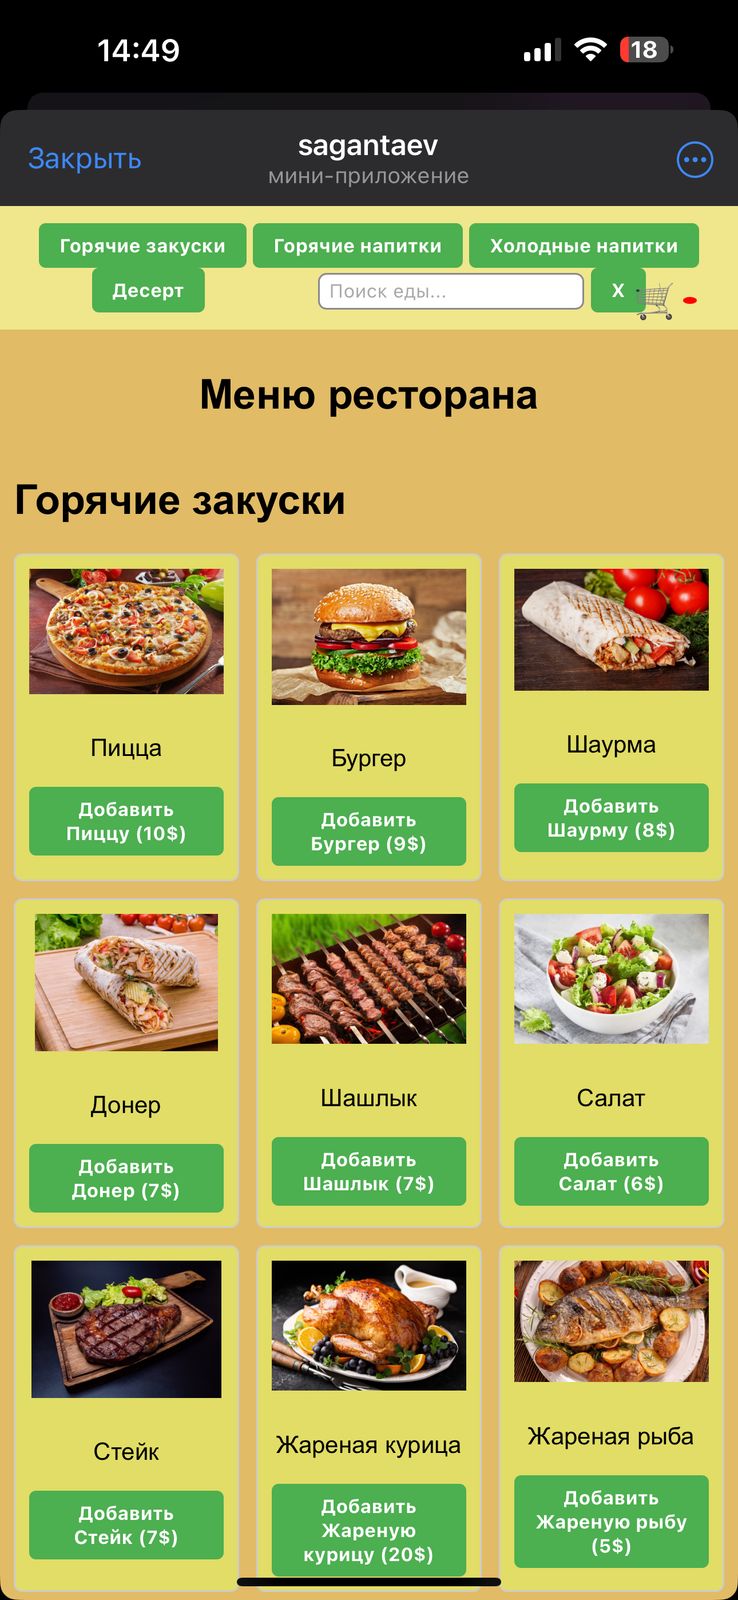 14:49
18
Закрыть
sagantaev
мини-приложение
Горячие закуски
Горячие напитки
Холодные напитки
Десерт
Поиск еды...
X
Меню ресторана
Горячие закуски
Пицца
Бургер
Шаурма
Добавить
Пиццу (10$)
Добавить
Бургер (9$)
Добавить
Шаурму (8$)
Донер
Шашлык
Салат
Добавить
Донер (7$)
Добавить
Шашлык (7$)
Добавить
Салат (6$)
Стейк
Жареная курица
Жареная рыба
Добавить
Стейк (7$)
Добавить
Жареную
курицу (20$)
Добавить
Жареную рыбу
(5$)